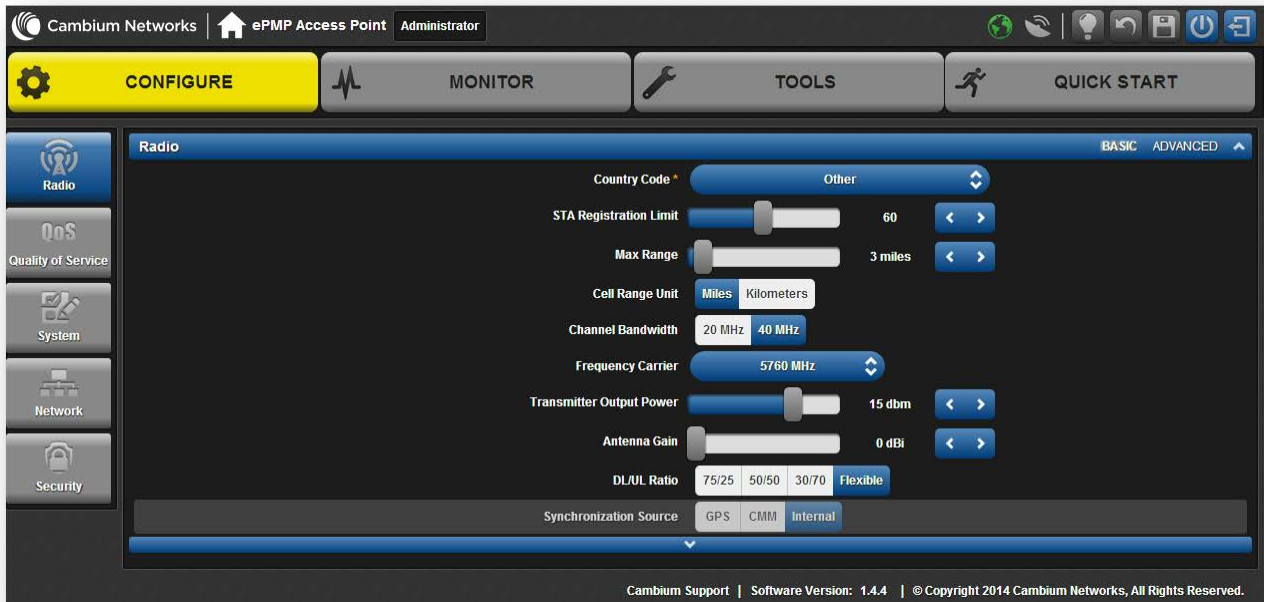 Cambium Networks | ePMP Access Point Administrator
CONFIGURE MONITOR TOOLS QUICK START
Radio
QoS
Quality of Service
System
Network
Security
Radio BASIC ADVANCED
Country Code * Other
STA Registration Limit 60
Max Range 3 miles
Cell Range Unit Miles Kilometers
Channel Bandwidth 20 MHz 40 MHz
Frequency Carrier 5760 MHz
Transmitter Output Power 15 dbm
Antenna Gain 0 dBi
DL/UL Ratio 75/25 50/50 30/70 Flexible
Synchronization Source GPS CMM Internal
Cambium Support | Software Version: 1.4.4 | © Copyright 2014 Cambium Networks, All Rights Reserved.